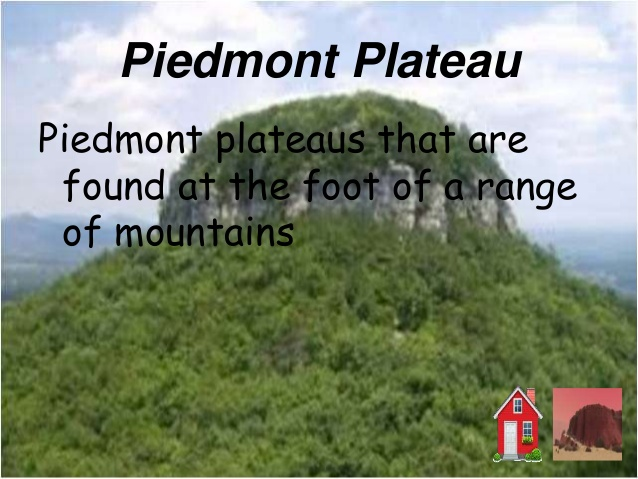 Piedmont Plateau
Piedmont plateaus that are
found at the foot of a range
of mountains